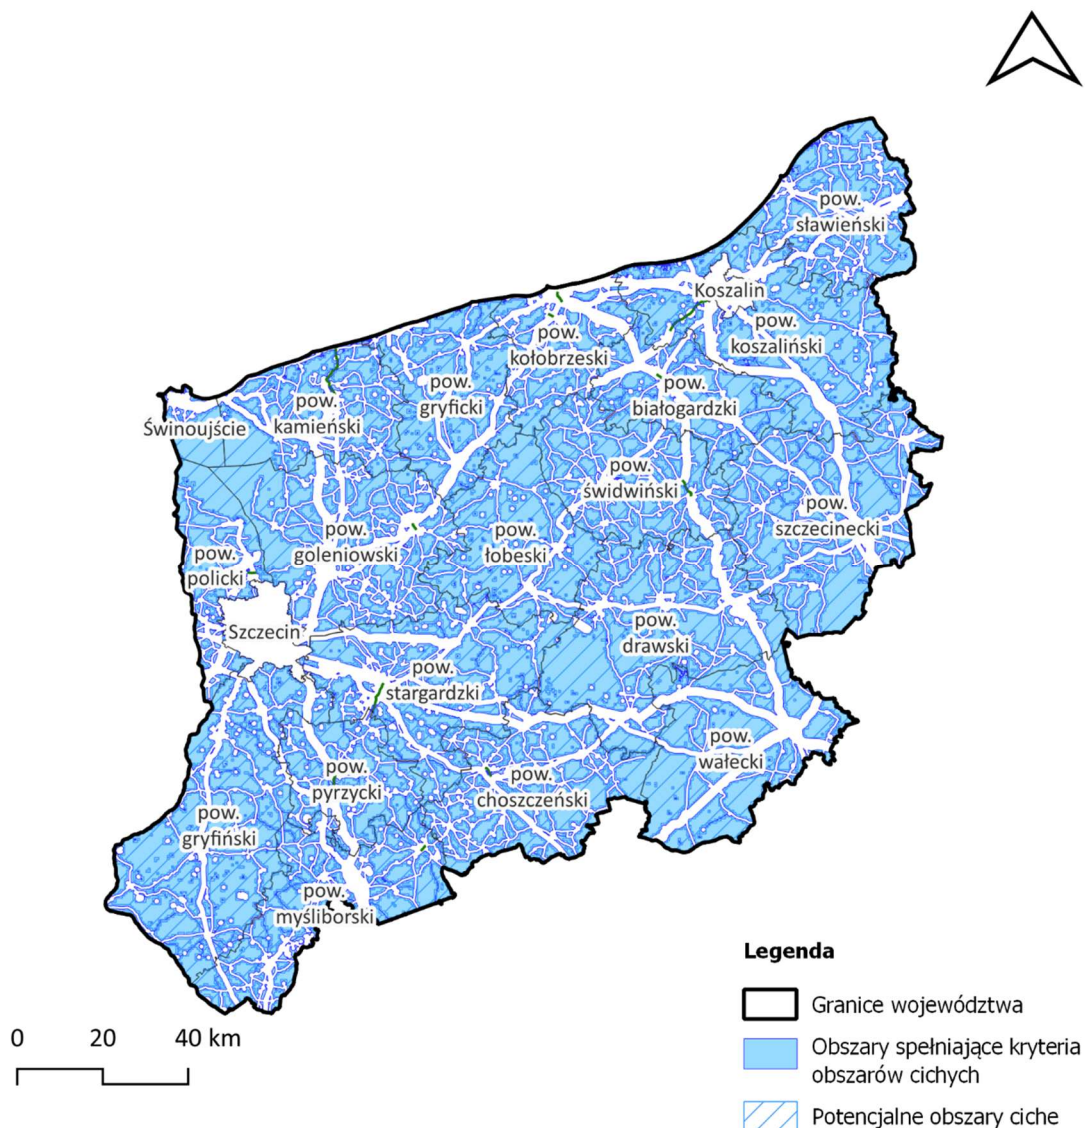 pow.
sławieński
Koszalin
pow.
koszaliński
pow.
kołobrzeski
pow.
gryficki
pow.
białogardzki
pow.
kamieński
Świnoujście
pow.
świdwiński
pow.
szczecinecki
pow.
goleniowski
pow.
łobeski
pow.
policki
Szczecin
pow.
drawski
pow.
stargardzki
pow.
wałecki
pow.
pyrzycki
pow.
choszczeński
pow.
gryfiński
pow.
myśliborski
0 20 40 km
Legenda
Granice województwa
Obszary spełniające kryteria
obszarów cichych
Potencjalne obszary ciche